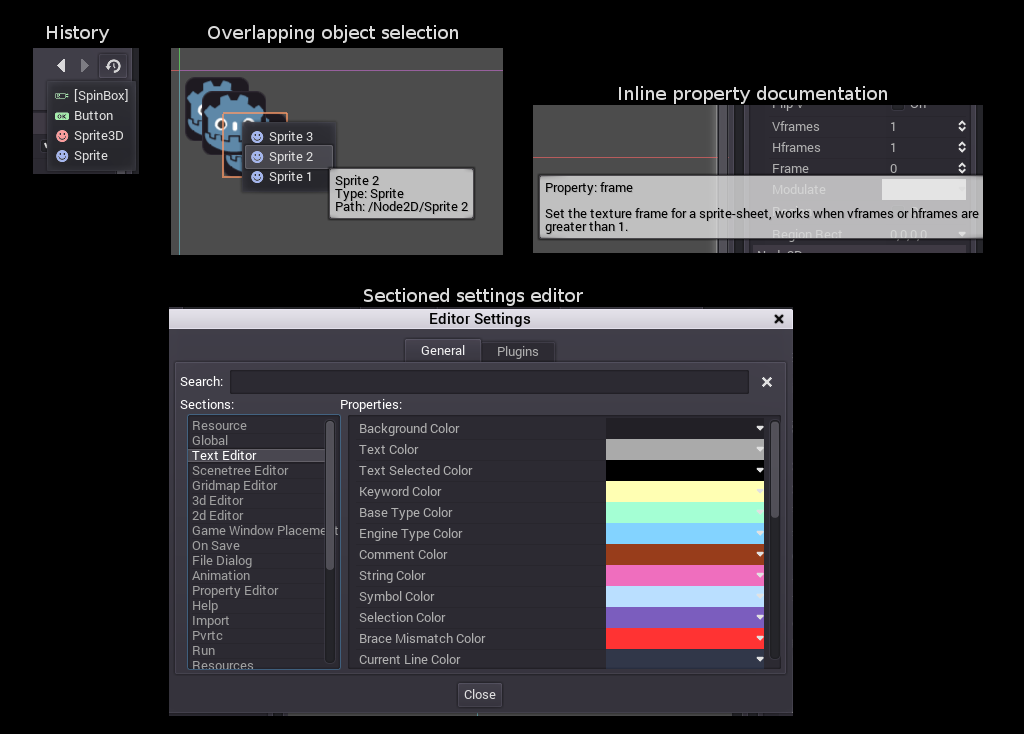 History
Overlapping object selection
[SpinBox]
Button
Sprite3D
Sprite
Sprite 3
Sprite 2
Sprite 1
Sprite 2
Type: Sprite
Path: /Node2D/Sprite 2
Inline property documentation
Vframes 1
Hframes 1
Frame 0
Property: frame
Modulate
Set the texture frame for a sprite-sheet, works when vframes or hframes are
greater than 1.
Region Rect 0,0,0,0
Sectioned settings editor
Editor Settings
General Plugins
Search:
Sections: Properties:
Resource
Global
Text Editor
Scenetree Editor
Gridmap Editor
3d Editor
2d Editor
Game Window Placement
On Save
File Dialog
Animation
Property Editor
Help
Import
Pvrtc
Run
Resources
Background Color
Text Color
Text Selected Color
Keyword Color
Base Type Color
Engine Type Color
Comment Color
String Color
Symbol Color
Selection Color
Brace Mismatch Color
Current Line Color
Close